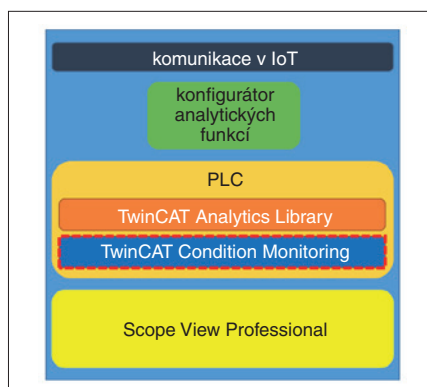 komunikace v IoT
konfigurátor
analytických
funkcí
PLC
TwinCAT Analytics Library
TwinCAT Condition Monitoring
Scope View Professional